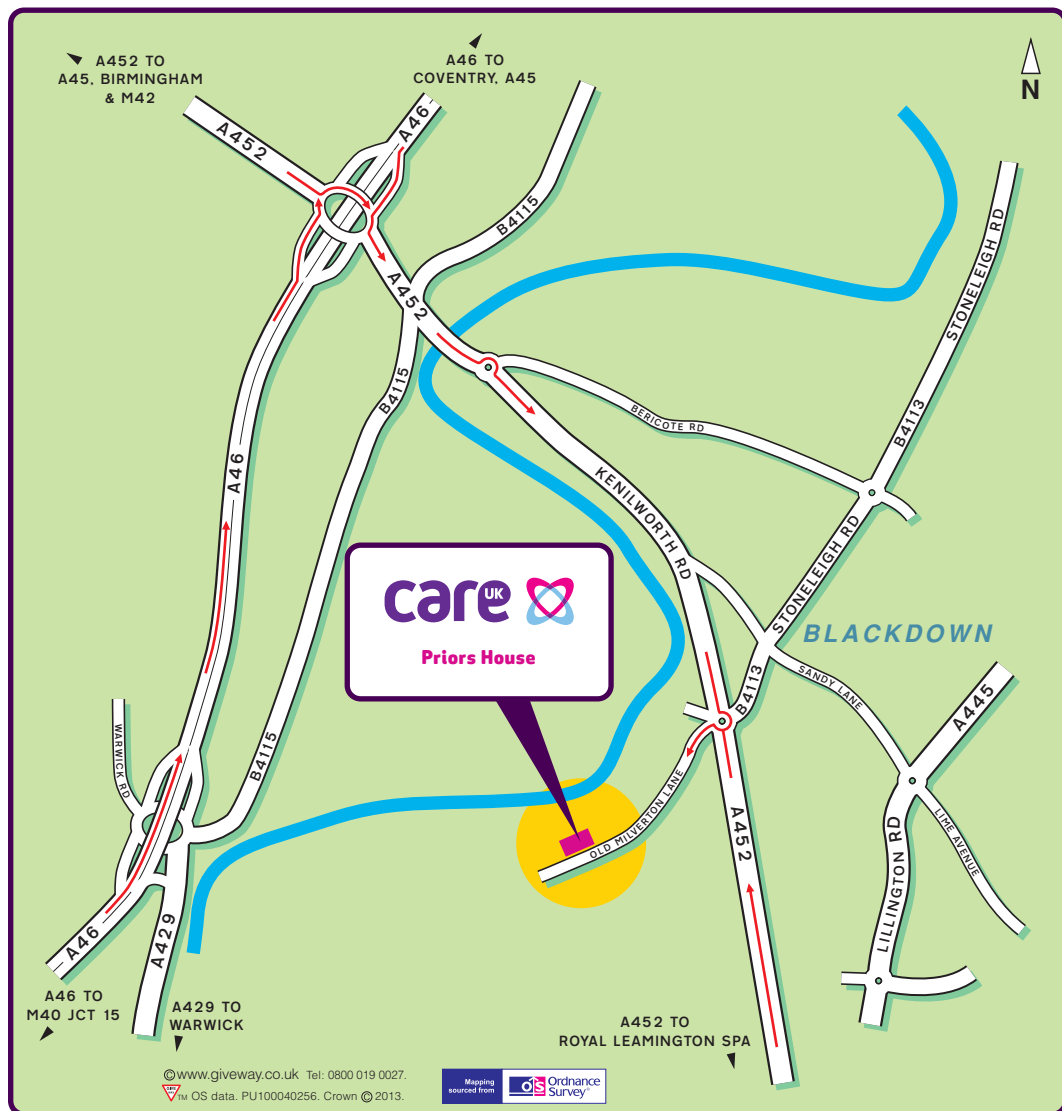 A452 TO
A45, BIRMINGHAM
& M42
A46 TO
COVENTRY, A45
N
A452
A46
B4115
STONELEIGH RD
A452
B4115
BERICOTE RD
B4113
A46
KENILWORTH RD
STONELEIGH RD
care UK
Priors House
BLACKDOWN
B4113
SANDY LANE
A445
WARWICK RD
B4115
OLD MILVERTON LANE
A452
LIME AVENUE
LILLINGTON RD
A46
A429
A46 TO
M40 JCT 15
A429 TO
WARWICK
A452 TO
ROYAL LEAMINGTON SPA
© www.giveway.co.uk Tel: 0800 019 0027.
TM OS data. PU100040256. Crown © 2013.
Mapping
sourced from
OS Ordnance
Survey